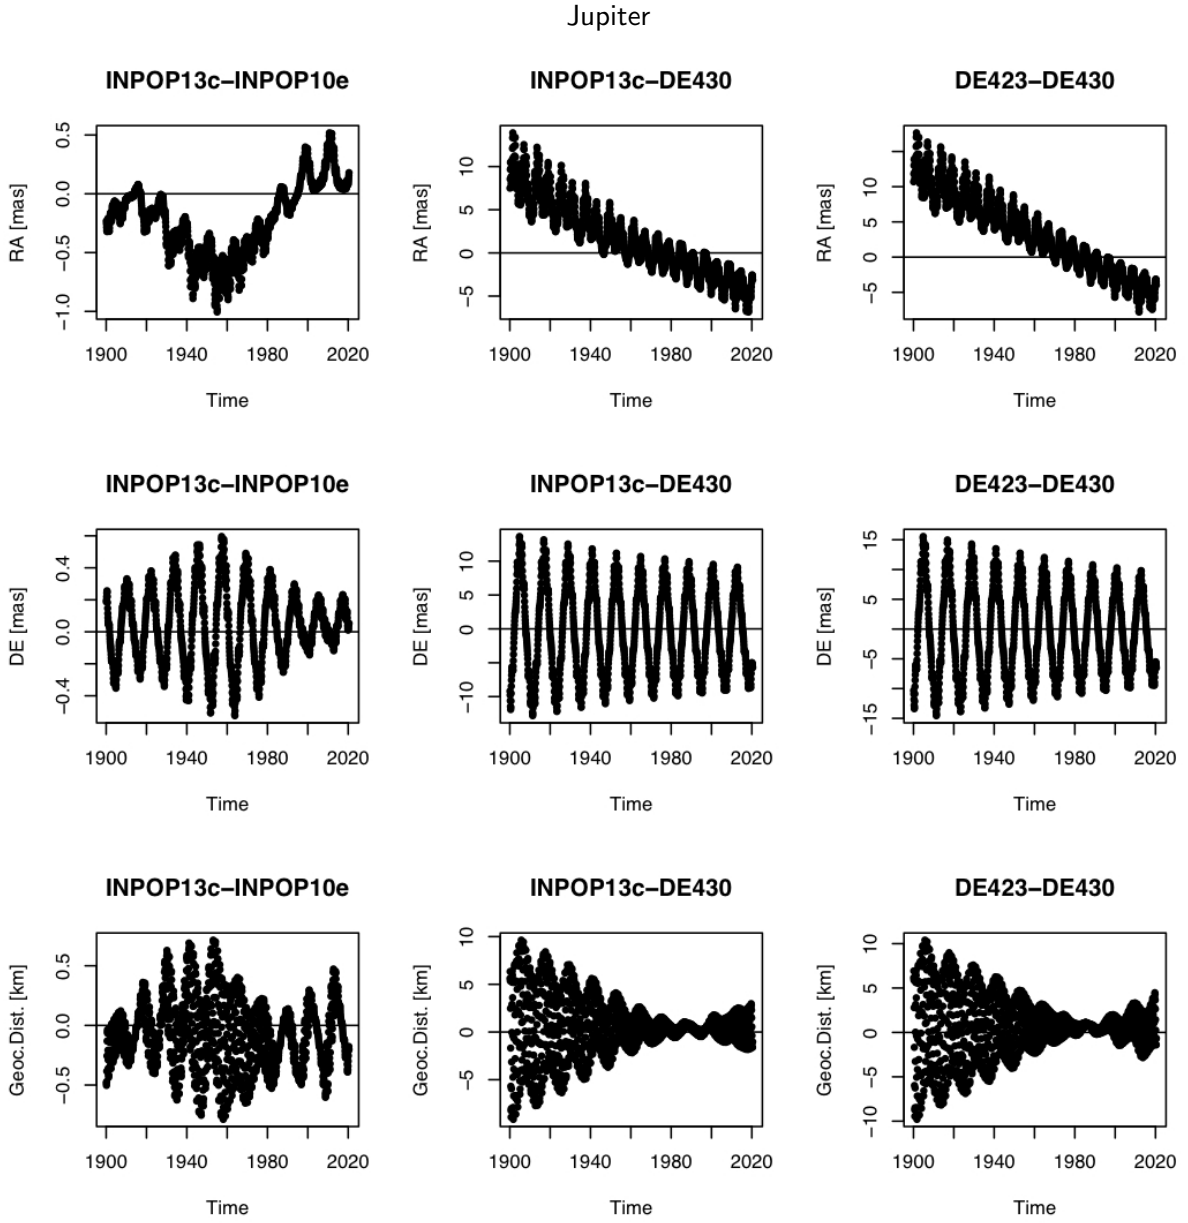 Jupiter
INPOP13c–INPOP10e INPOP13c–DE430 DE423–DE430
RA [mas] RA [mas] RA [mas]
0.5 0.0 −0.5 −1.0
10 5 0 −5
10 5 0 −5
1900 1940 1980 2020 1900 1940 1980 2020 1900 1940 1980 2020
Time Time Time
INPOP13c–INPOP10e INPOP13c–DE430 DE423–DE430
DE [mas] DE [mas] DE [mas]
0.4 0.0 −0.4
10 5 0 −10
15 5 0 −5 −15
1900 1940 1980 2020 1900 1940 1980 2020 1900 1940 1980 2020
Time Time Time
INPOP13c–INPOP10e INPOP13c–DE430 DE423–DE430
Geoc.Dist. [km] Geoc.Dist. [km] Geoc.Dist. [km]
0.5 0.0 −0.5
10 5 0 −5
10 5 0 −5 −10
1900 1940 1980 2020 1900 1940 1980 2020 1900 1940 1980 2020
Time Time Time